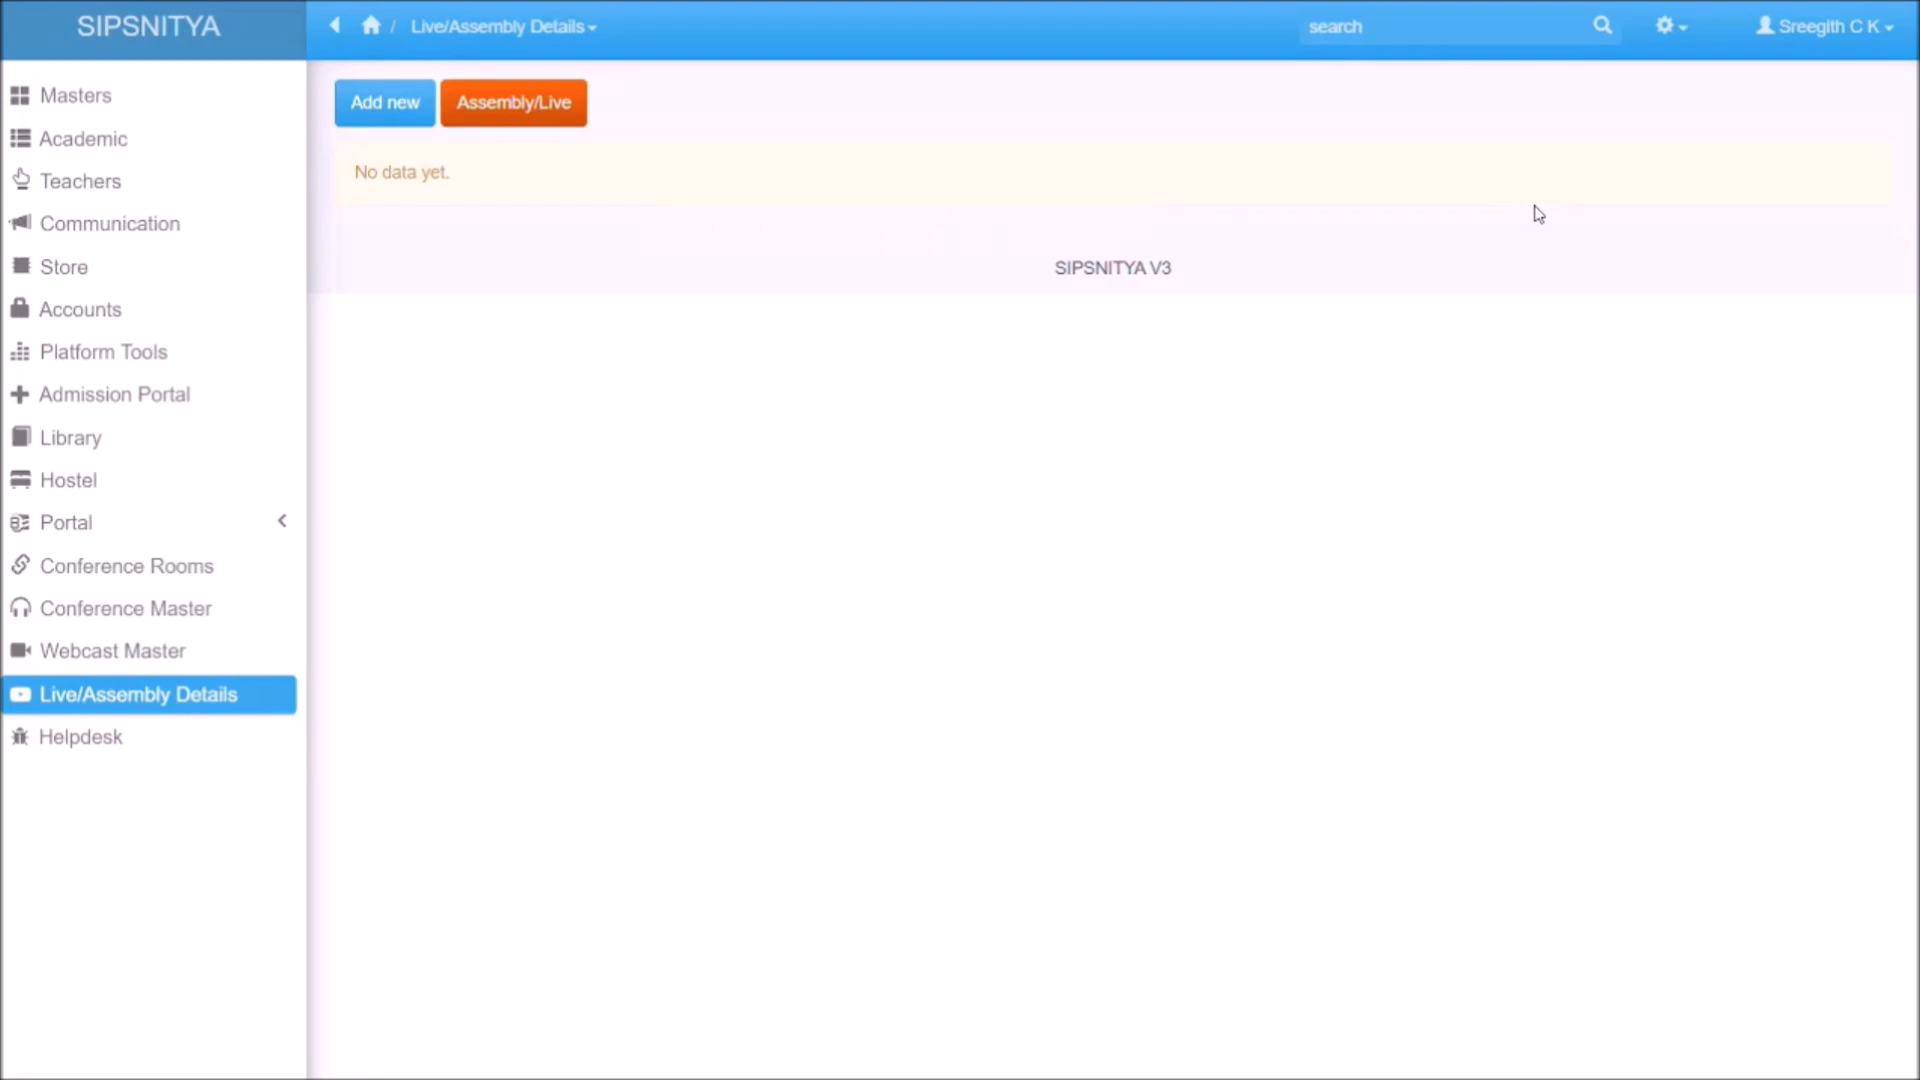 SIPSNITYA
/ Live/Assembly Details
search
Sreegith C K
Masters
Academic
Teachers
Communication
Store
Accounts
Platform Tools
Admission Portal
Library
Hostel
Portal
Conference Rooms
Conference Master
Webcast Master
Live/Assembly Details
Helpdesk
Add new
Assembly/Live
No data yet.
SIPSNITYA V3